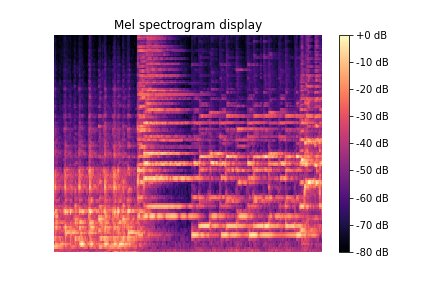 Mel spectrogram display
+0 dB
-10 dB
-20 dB
-30 dB
-40 dB
-50 dB
-60 dB
-70 dB
-80 dB